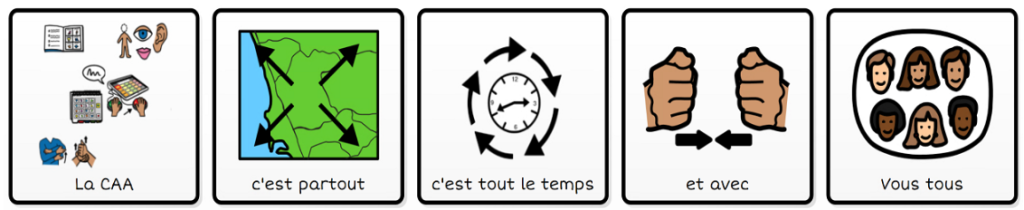 La CAA
c'est partout
c'est tout le temps
et avec
Vous tous